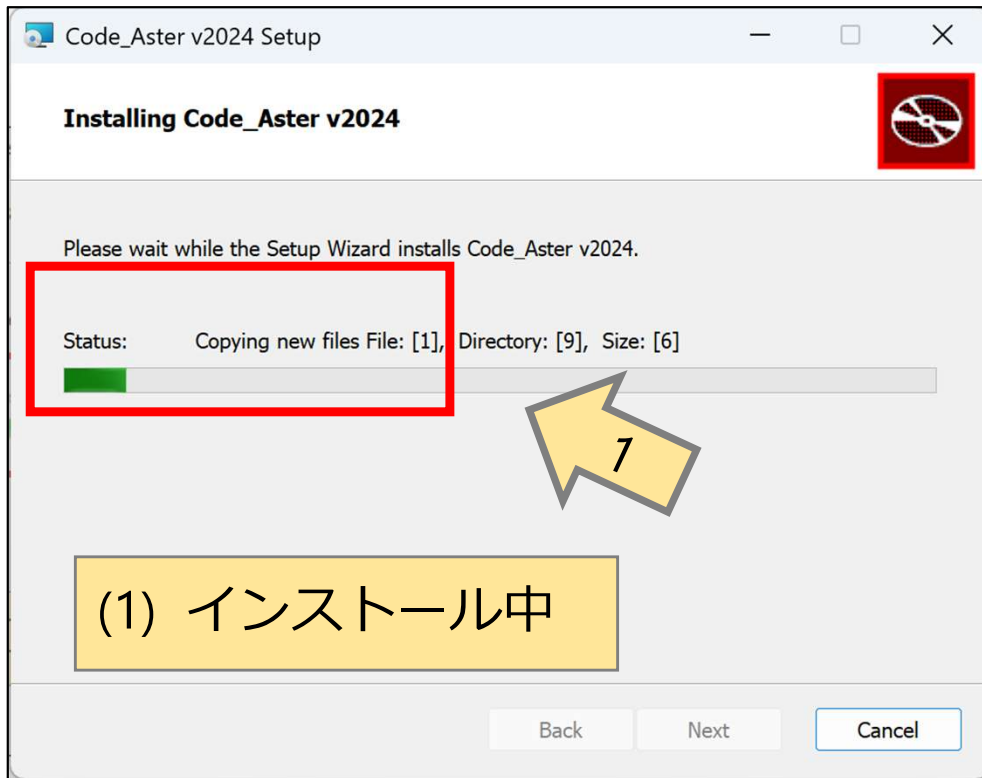 Code_Aster v2024 Setup
Installing Code_Aster v2024
Please wait while the Setup Wizard installs Code_Aster v2024.
Status: Copying new files File: [1], Directory: [9], Size: [6]
1
(1) インストール中
Back Next Cancel